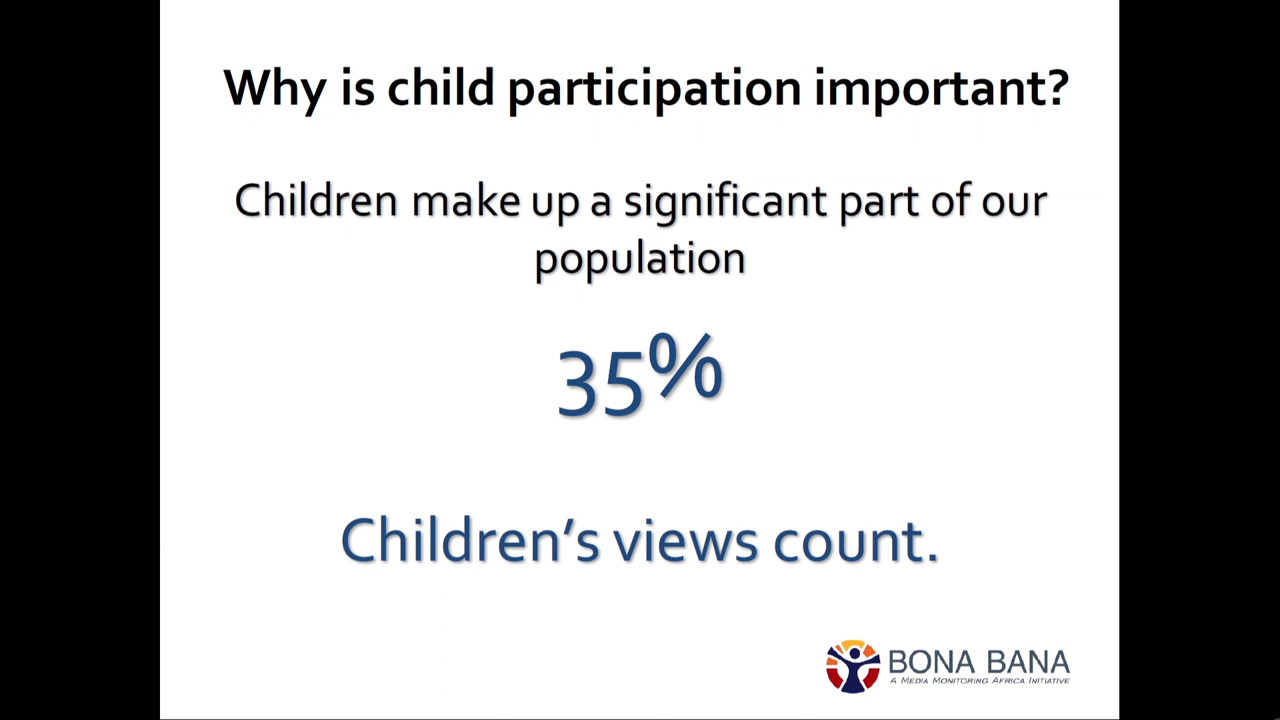 Why is child participation important?
Children make up a significant part of our
population
35%
Children’s views count.
BONA BANA
A MEDIA MONITORING AFRICA INITIATIVE